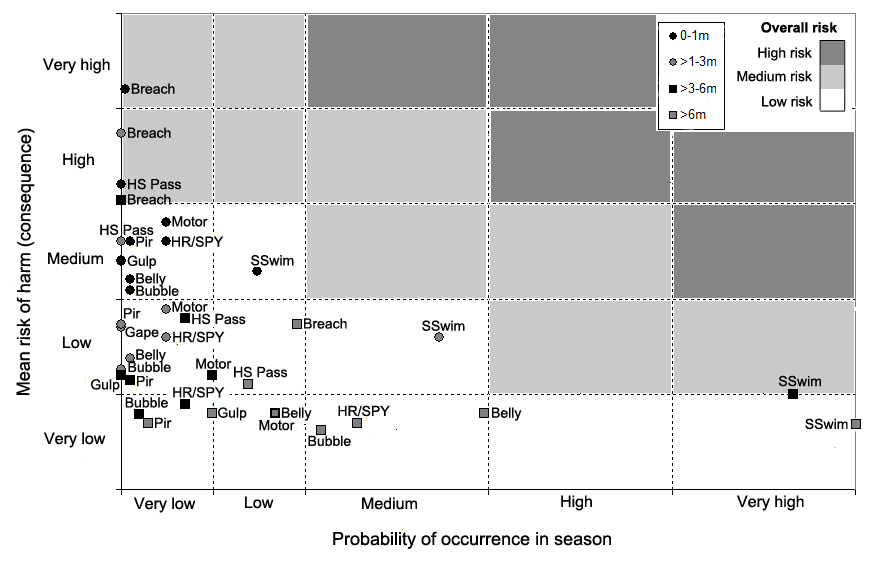 Overall risk
High risk
Medium risk
Low risk
0-1m
>1-3m
>3-6m
>6m
Mean risk of harm (consequence)
Very high
High
Medium
Low
Very low
Breach
Breach
HS Pass
Breach
Motor
HS Pass
Pir
HR/SPY
Gulp
SSwim
Belly
Bubble
Pir
Motor
HS Pass
Gape
HR/SPY
Breach
SSwim
Belly
Bubble
Motor
HS Pass
Gulp
Pir
SSwim
HR/SPY
Bubble
Pir
Gulp
Belly
Motor
HR/SPY
Bubble
Belly
SSwim
Very low
Low
Medium
High
Very high
Probability of occurrence in season